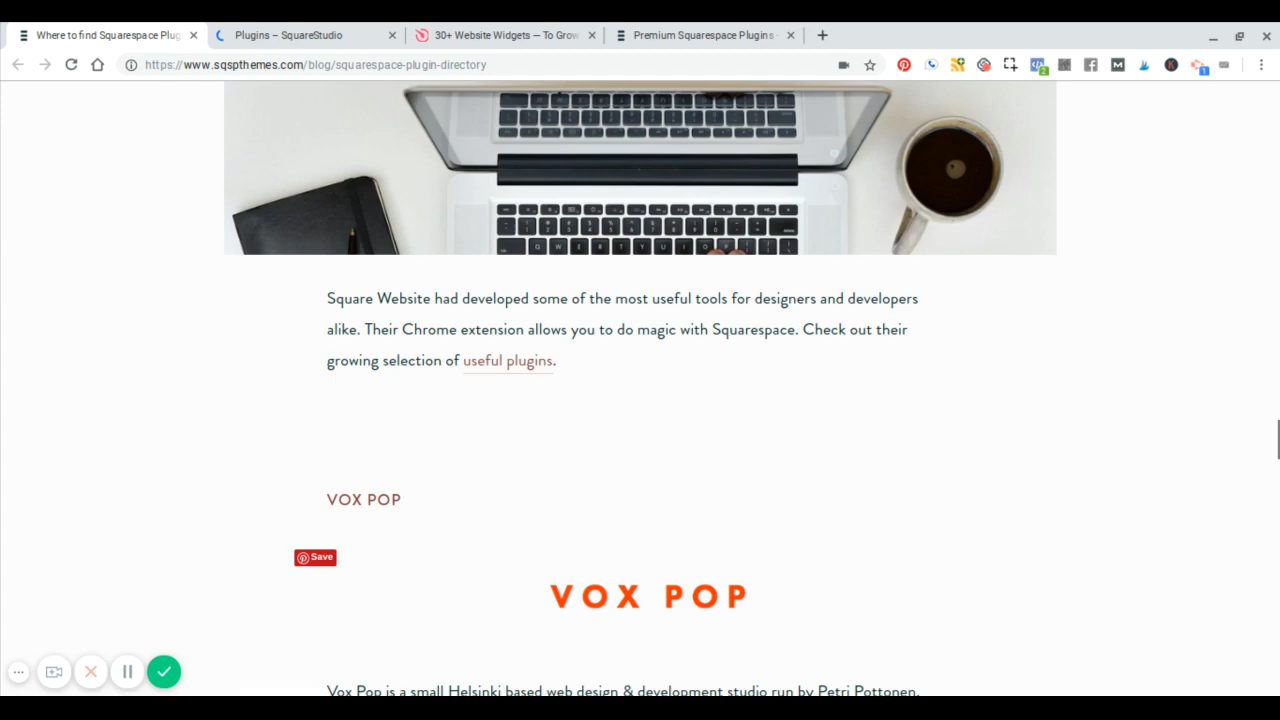 Where to find Squarespace Plug
Plugins – SquareStudio
30+ Website Widgets — To Grow
Premium Squarespace Plugins -
https://www.sqspthemes.com/blog/squarespace-plugin-directory
2
1
Square Website had developed some of the most useful tools for designers and developers
alike. Their Chrome extension allows you to do magic with Squarespace. Check out their
growing selection of useful plugins.
VOX POP
Save
VOX POP
Vox Pop is a small Helsinki based web design & development studio run by Petri Pottonen.